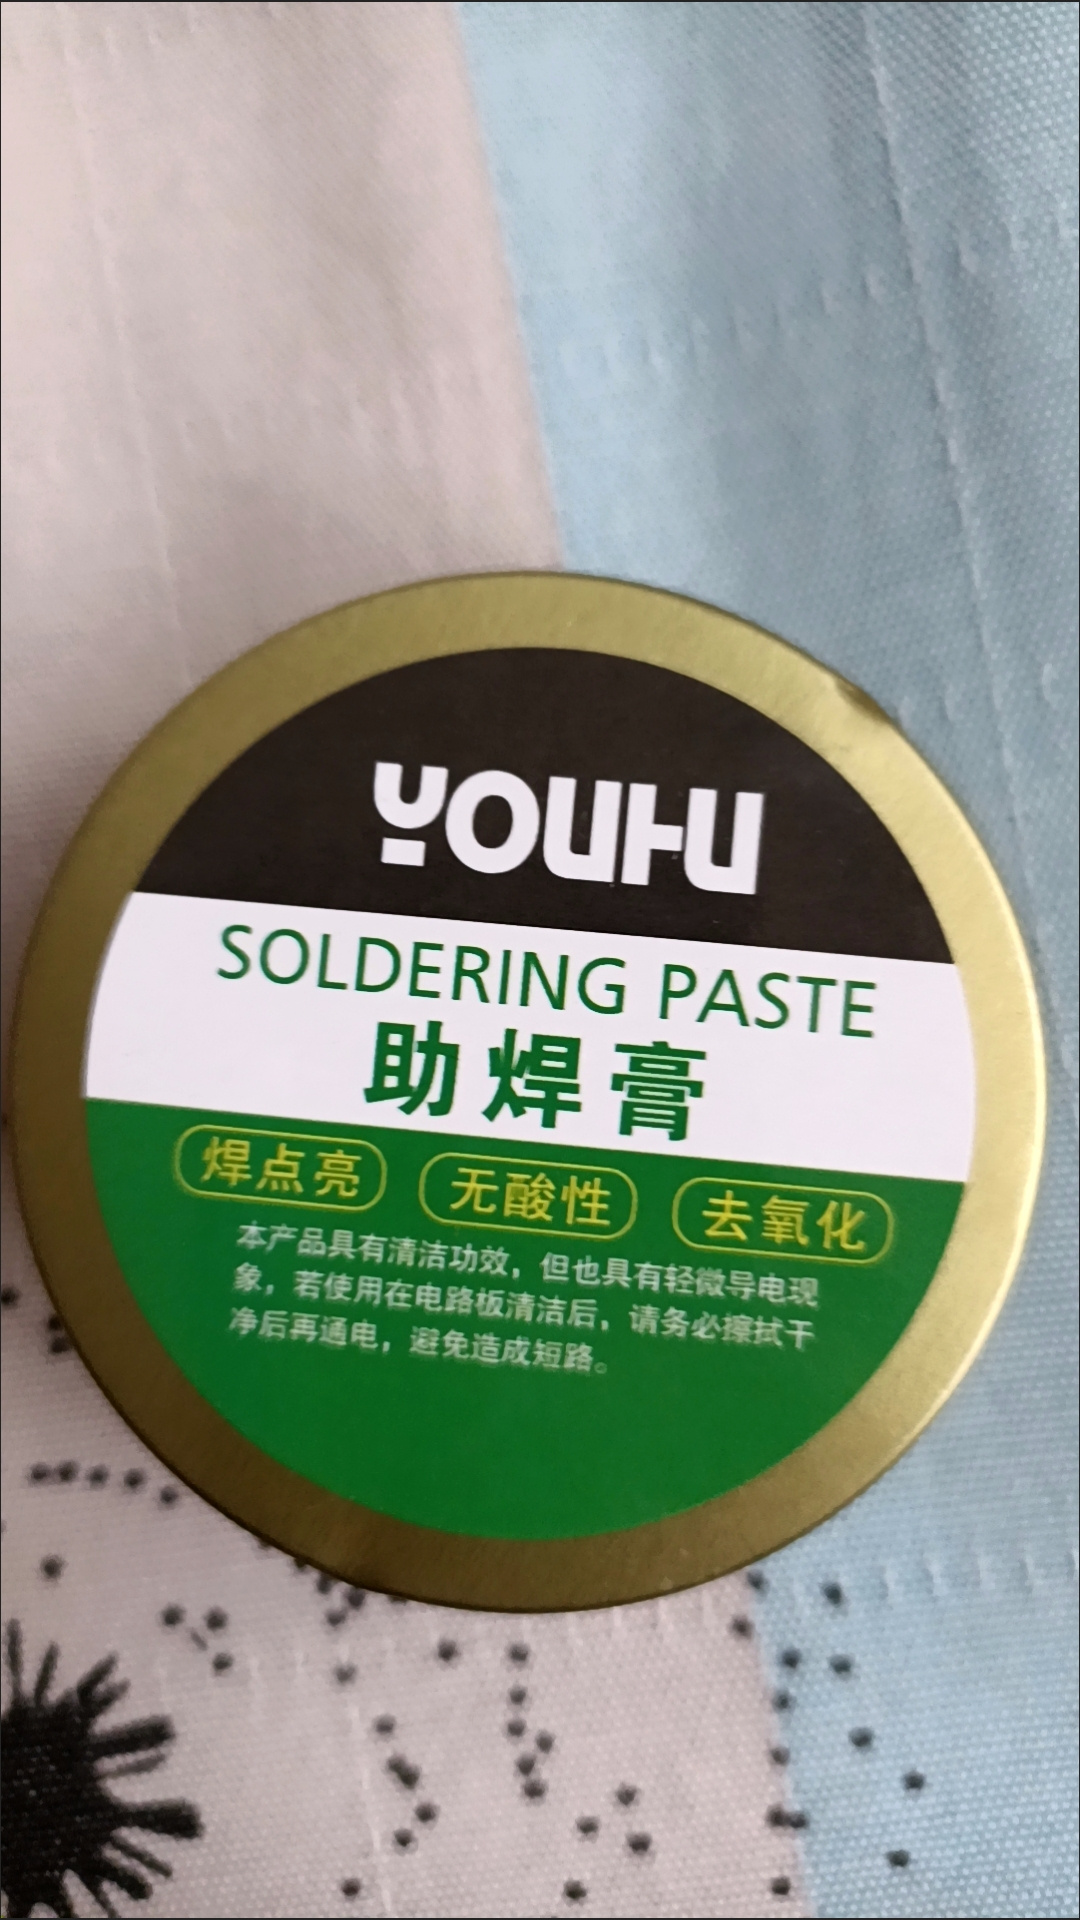 YOUFU
SOLDERING PASTE
助焊膏
焊点亮 无酸性 去氧化
本产品具有清洁功效，但也具有轻微导电现
象，若使用在电路板清洁后，请务必擦拭干
净后再通电，避免造成短路。